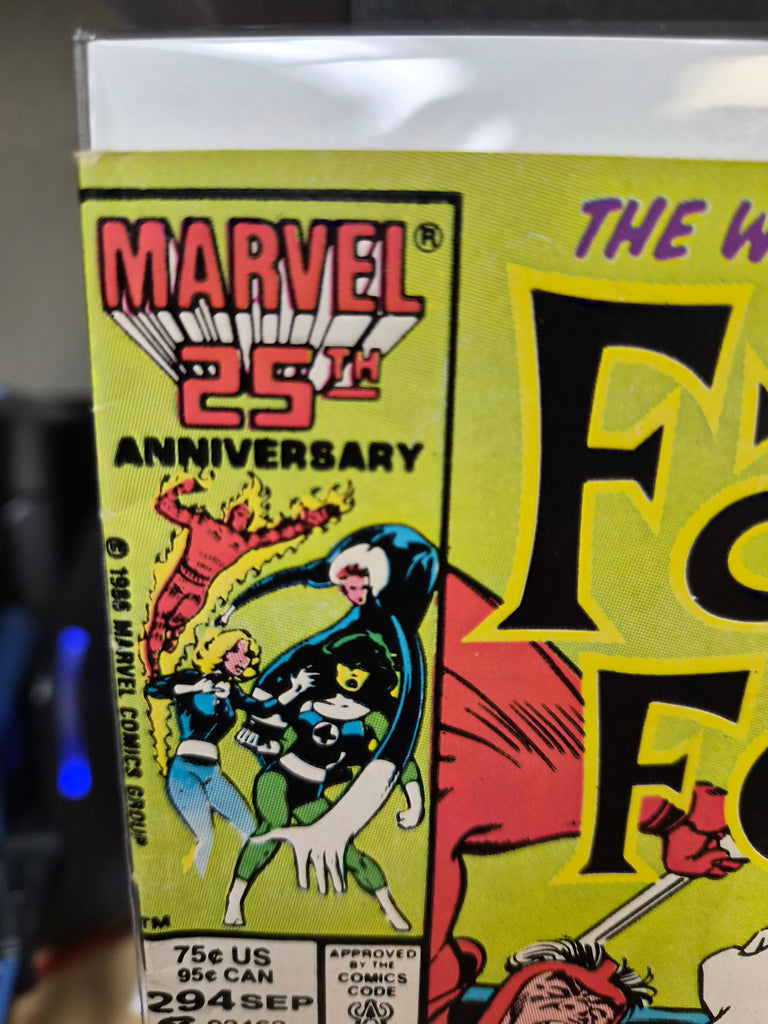 MARVEL®
25TH
ANNIVERSARY
© 1986 MARVEL COMICS GROUP
TM
75¢ US
95¢ CAN
294 SEP
APPROVED
BY THE
COMICS
CODE
THE